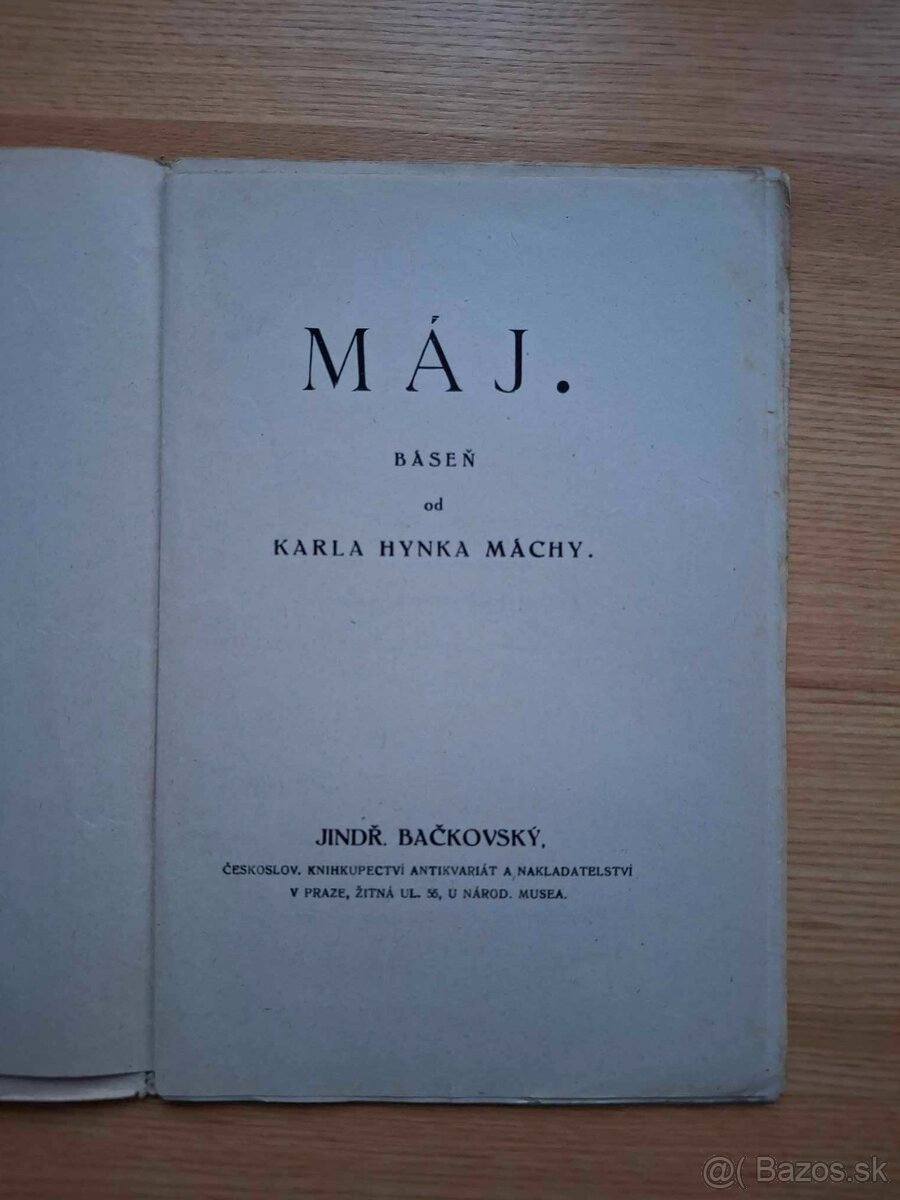 MÁJ.
BÁSEŇ
od
KARLA HYNKA MÁCHY.
JINDŘ. BAČKOVSKÝ,
ČESKOSLOV. KNIHKUPECTVÍ ANTIKVARIÁT A NAKLADATELSTVÍ
V PRAZE, ŽITNÁ UL. 56, U NÁROD. MUSEA.
@( Bazos.sk